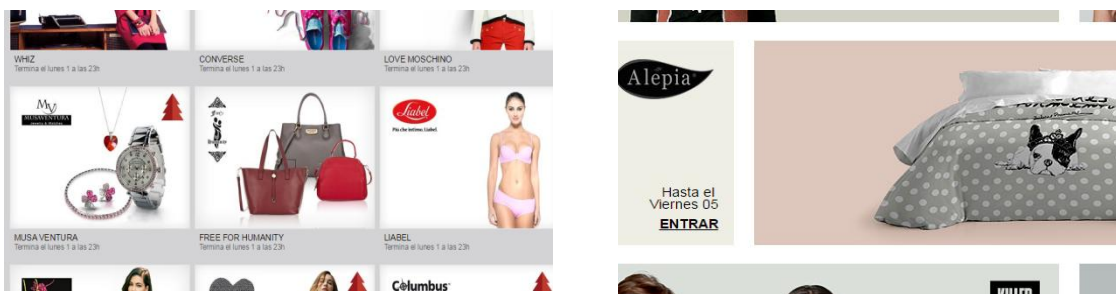 WHIZ
Termina el lunes 1 a las 23h
CONVERSE
Termina el lunes 1 a las 23h
LOVE MOSCHINO
Termina el lunes 1 a las 23h
MV
MUSAVENTURA
Liabel
Più che intimo. Liabel.
MUSA VENTURA
Termina el lunes 1 a las 23h
FREE FOR HUMANITY
Termina el lunes 1 a las 23h
LIABEL
Termina el lunes 1 a las 23h
Columbus
Alepia
Hasta el
Viernes 05
ENTRAR
KILLER